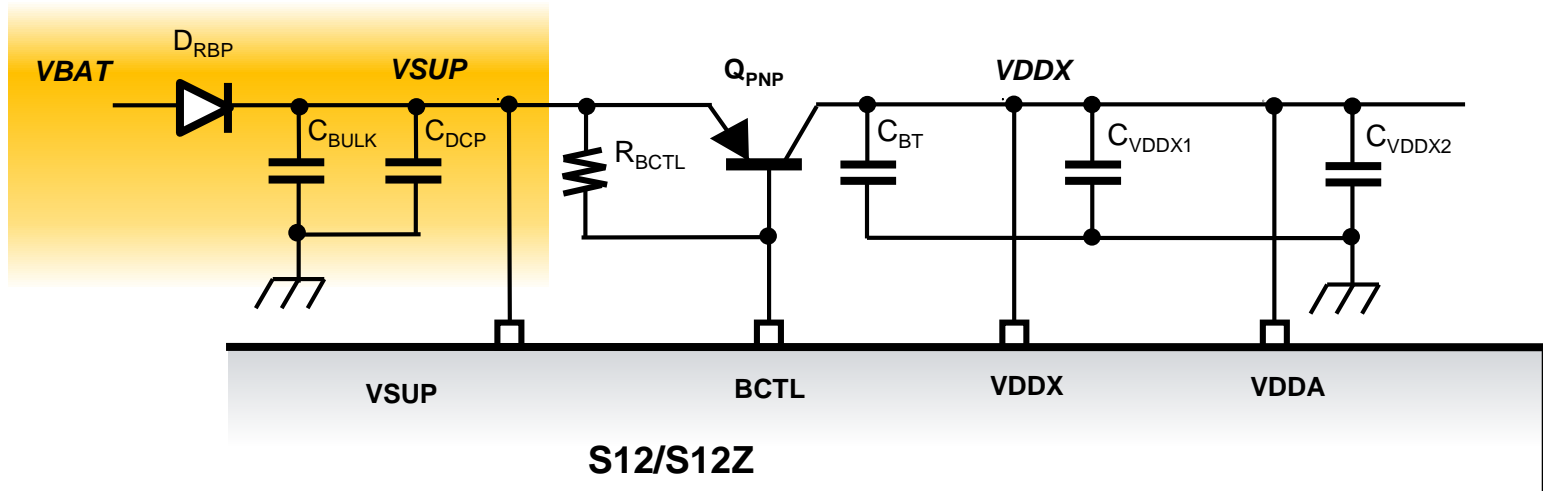 D_RBP
VBAT
VSUP
Q_PNP
VDDX
C_BULK
C_DCP
R_BCTL
C_BT
C_VDDX1
C_VDDX2
VSUP
BCTL
VDDX
VDDA
S12/S12Z